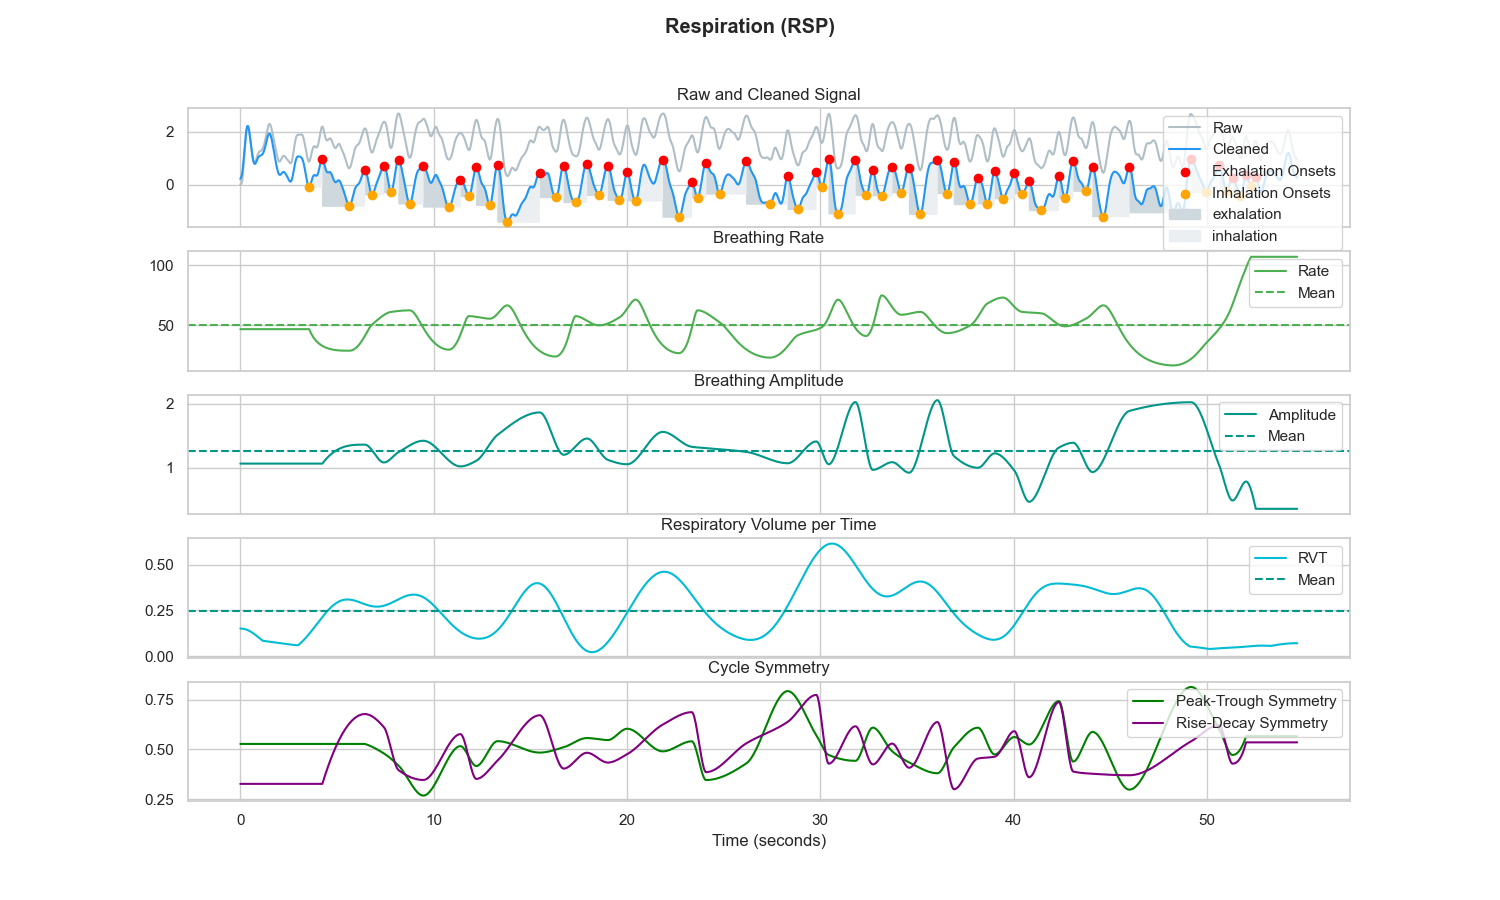 Respiration (RSP)
Raw and Cleaned Signal
2
0
Raw
Cleaned
Exhalation Onsets
Inhalation Onsets
exhalation
inhalation
Breathing Rate
100
50
Rate
Mean
Breathing Amplitude
2
1
Amplitude
Mean
Respiratory Volume per Time
0.50
0.25
0.00
RVT
Mean
Cycle Symmetry
0.75
0.50
0.25
Peak-Trough Symmetry
Rise-Decay Symmetry
0 10 20 30 40 50
Time (seconds)